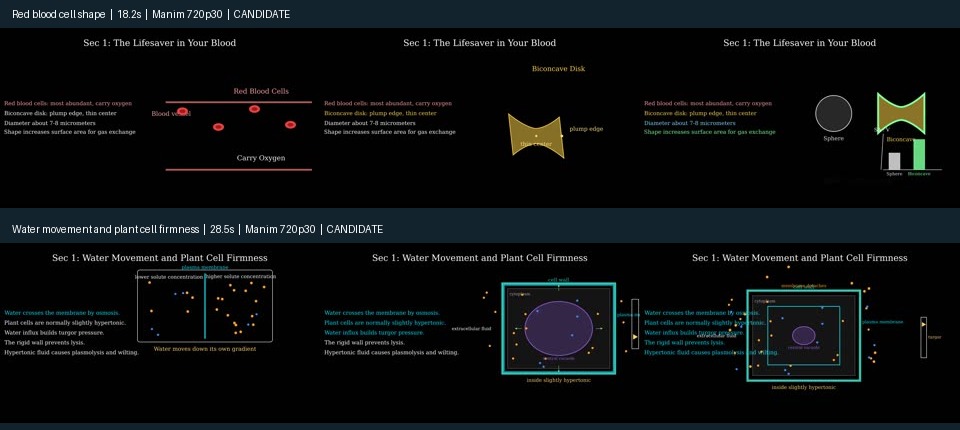 Red blood cell shape | 18.2s | Manim 720p30 | CANDIDATE
Sec 1: The Lifesaver in Your Blood
Red Blood Cells
Red blood cells: most abundant, carry oxygen
Biconcave disk: plump edge, thin center
Diameter about 7-8 micrometers
Shape increases surface area for gas exchange
Blood vessel
Carry Oxygen
Sec 1: The Lifesaver in Your Blood
Biconcave Disk
Red blood cells: most abundant, carry oxygen
Biconcave disk: plump edge, thin center
Diameter about 7-8 micrometers
Shape increases surface area for gas exchange
plump edge
thin center
Sec 1: The Lifesaver in Your Blood
Red blood cells: most abundant, carry oxygen
Biconcave disk: plump edge, thin center
Diameter about 7-8 micrometers
Shape increases surface area for gas exchange
Sphere
Biconcave
Sphere Biconcave
Water movement and plant cell firmness | 28.5s | Manim 720p30 | CANDIDATE
Sec 1: Water Movement and Plant Cell Firmness
plasma membrane
lower solute concentration higher solute concentration
Water crosses the membrane by osmosis.
Plant cells are normally slightly hypertonic.
Water influx builds turgor pressure.
The rigid wall prevents lysis.
Hypertonic fluid causes plasmolysis and wilting.
Water moves down its own gradient
Sec 1: Water Movement and Plant Cell Firmness
cell wall
cytoplasm
Water crosses the membrane by osmosis.
Plant cells are normally slightly hypertonic.
Water influx builds turgor pressure.
The rigid wall prevents lysis.
Hypertonic fluid causes plasmolysis and wilting.
extracellular fluid
central vacuole
inside slightly hypertonic
Sec 1: Water Movement and Plant Cell Firmness
membrane detaches
cytoplasm
Water crosses the membrane by osmosis.
Plant cells are normally slightly hypertonic.
Water influx builds turgor pressure.
The rigid wall prevents lysis.
Hypertonic fluid causes plasmolysis and wilting.
extracellular fluid
plasma membrane
central vacuole
turgor
inside slightly hypertonic